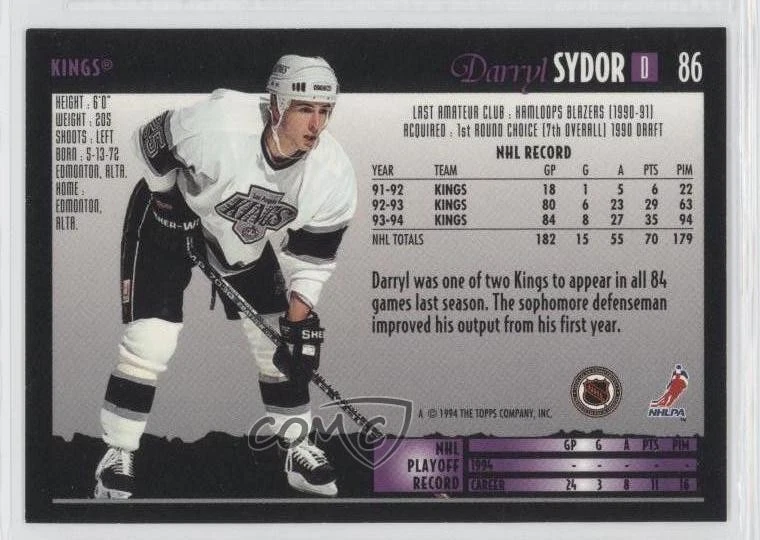 KINGS®
Darryl SYDOR D 86
HEIGHT : 6'0"
WEIGHT : 205
SHOOTS : LEFT
BORN : 5-13-72
EDMONTON, ALTA.
HOME :
EDMONTON,
ALTA.
LAST AMATEUR CLUB : KAMLOOPS BLAZERS (1990-91)
ACQUIRED : 1st ROUND CHOICE (7th OVERALL) 1990 DRAFT
NHL RECORD
YEAR TEAM GP G A PTS PIM
91-92 KINGS 18 1 5 6 22
92-93 KINGS 80 6 23 29 63
93-94 KINGS 84 8 27 35 94
NHL TOTALS 182 15 55 70 179
Darryl was one of two Kings to appear in all 84
games last season. The sophomore defenseman
improved his output from his first year.
KINGS
SHER-W
SHE
NHL
NHLPA
A © 1994 THE TOPPS COMPANY, INC.
COMC
NHL
PLAYOFF
RECORD
GP G A PTS PIM
1994 - - - - -
CAREER 24 3 8 11 16